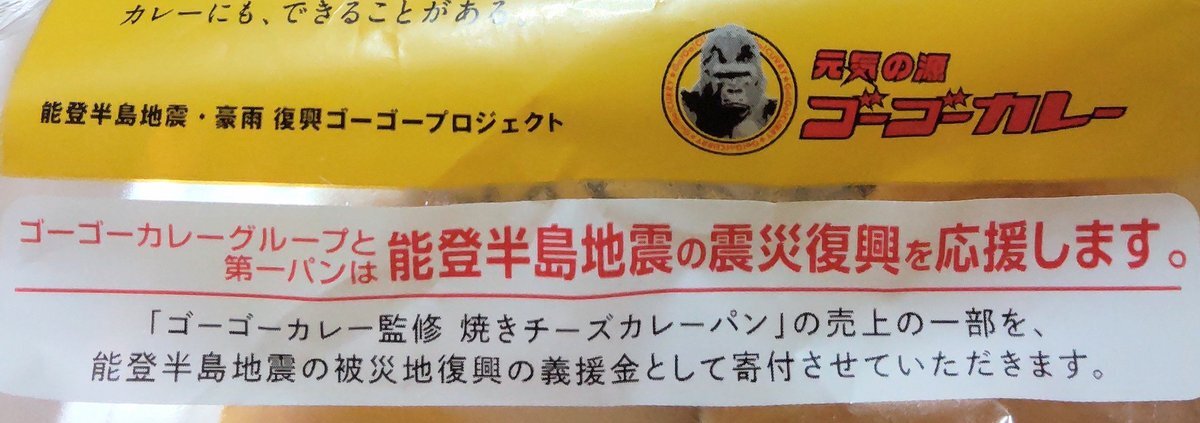 カレーにも、できることがある。
能登半島地震・豪雨 復興ゴーゴープロジェクト
元気の源
ゴーゴーカレー
ゴーゴーカレーグループと
第一パンは
能登半島地震の震災復興を応援します。
「ゴーゴーカレー監修 焼きチーズカレーパン」の売上の一部を、
能登半島地震の被災地復興の義援金として寄付させていただきます。